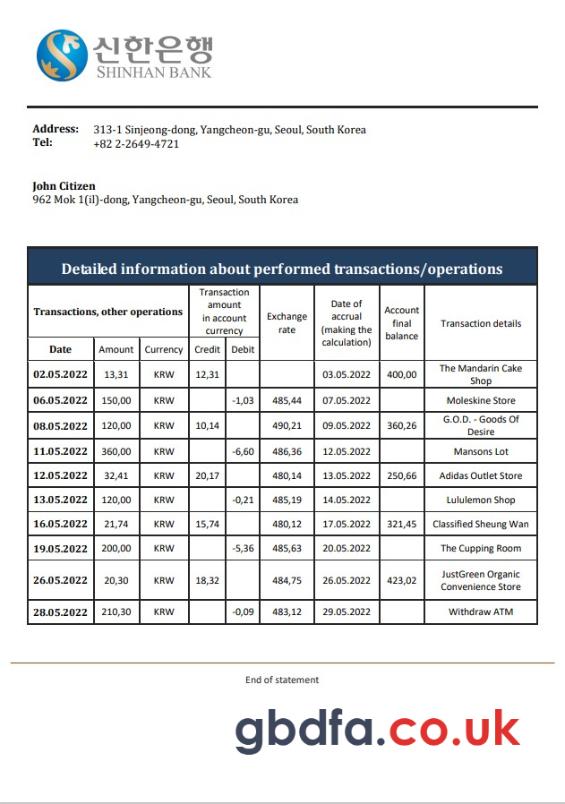 신한은행
SHINHAN BANK
Address: 313-1 Sinjeong-dong, Yangcheon-gu, Seoul, South Korea
Tel: +82 2-2649-4721
John Citizen
962 Mok 1(il)-dong, Yangcheon-gu, Seoul, South Korea
Detailed information about performed transactions/operations
Transactions, other operations
Transaction
amount
in account
currency
Exchange
rate
Date of
accrual
(making the
calculation)
Account
final
balance
Transaction details
Date Amount Currency Credit Debit
02.05.2022 13,31 KRW 12,31 03.05.2022 400,00 The Mandarin Cake
Shop
06.05.2022 150,00 KRW -1,03 485,44 07.05.2022 Moleskine Store
08.05.2022 120,00 KRW 10,14 490,21 09.05.2022 360,26 G.O.D. - Goods Of
Desire
11.05.2022 360,00 KRW -6,60 486,36 12.05.2022 Mansons Lot
12.05.2022 32,41 KRW 20,17 480,14 13.05.2022 250,66 Adidas Outlet Store
13.05.2022 120,00 KRW -0,21 485,19 14.05.2022 Lululemon Shop
16.05.2022 21,74 KRW 15,74 480,12 17.05.2022 321,45 Classified Sheung Wan
19.05.2022 200,00 KRW -5,36 485,63 20.05.2022 The Cupping Room
26.05.2022 20,30 KRW 18,32 484,75 26.05.2022 423,02 JustGreen Organic
Convenience Store
28.05.2022 210,30 KRW -0,09 483,12 29.05.2022 Withdraw ATM
End of statement
gbdfa.co.uk